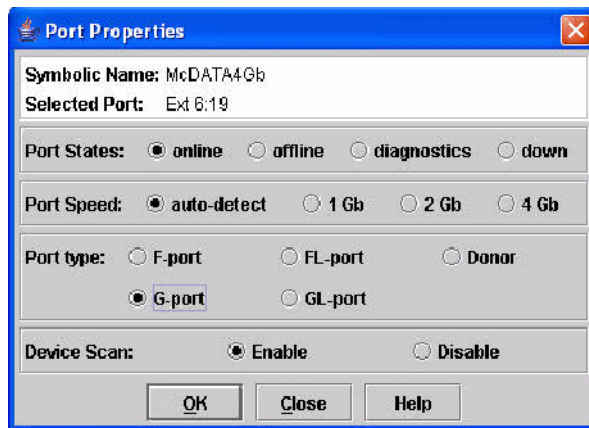 Port Properties
Symbolic Name: McDATA4Gb
Selected Port: Ext 6:19
Port States: online offline diagnostics down
Port Speed: auto-detect 1 Gb 2 Gb 4 Gb
Port type: F-port FL-port Donor
G-port GL-port
Device Scan: Enable Disable
OK Close Help